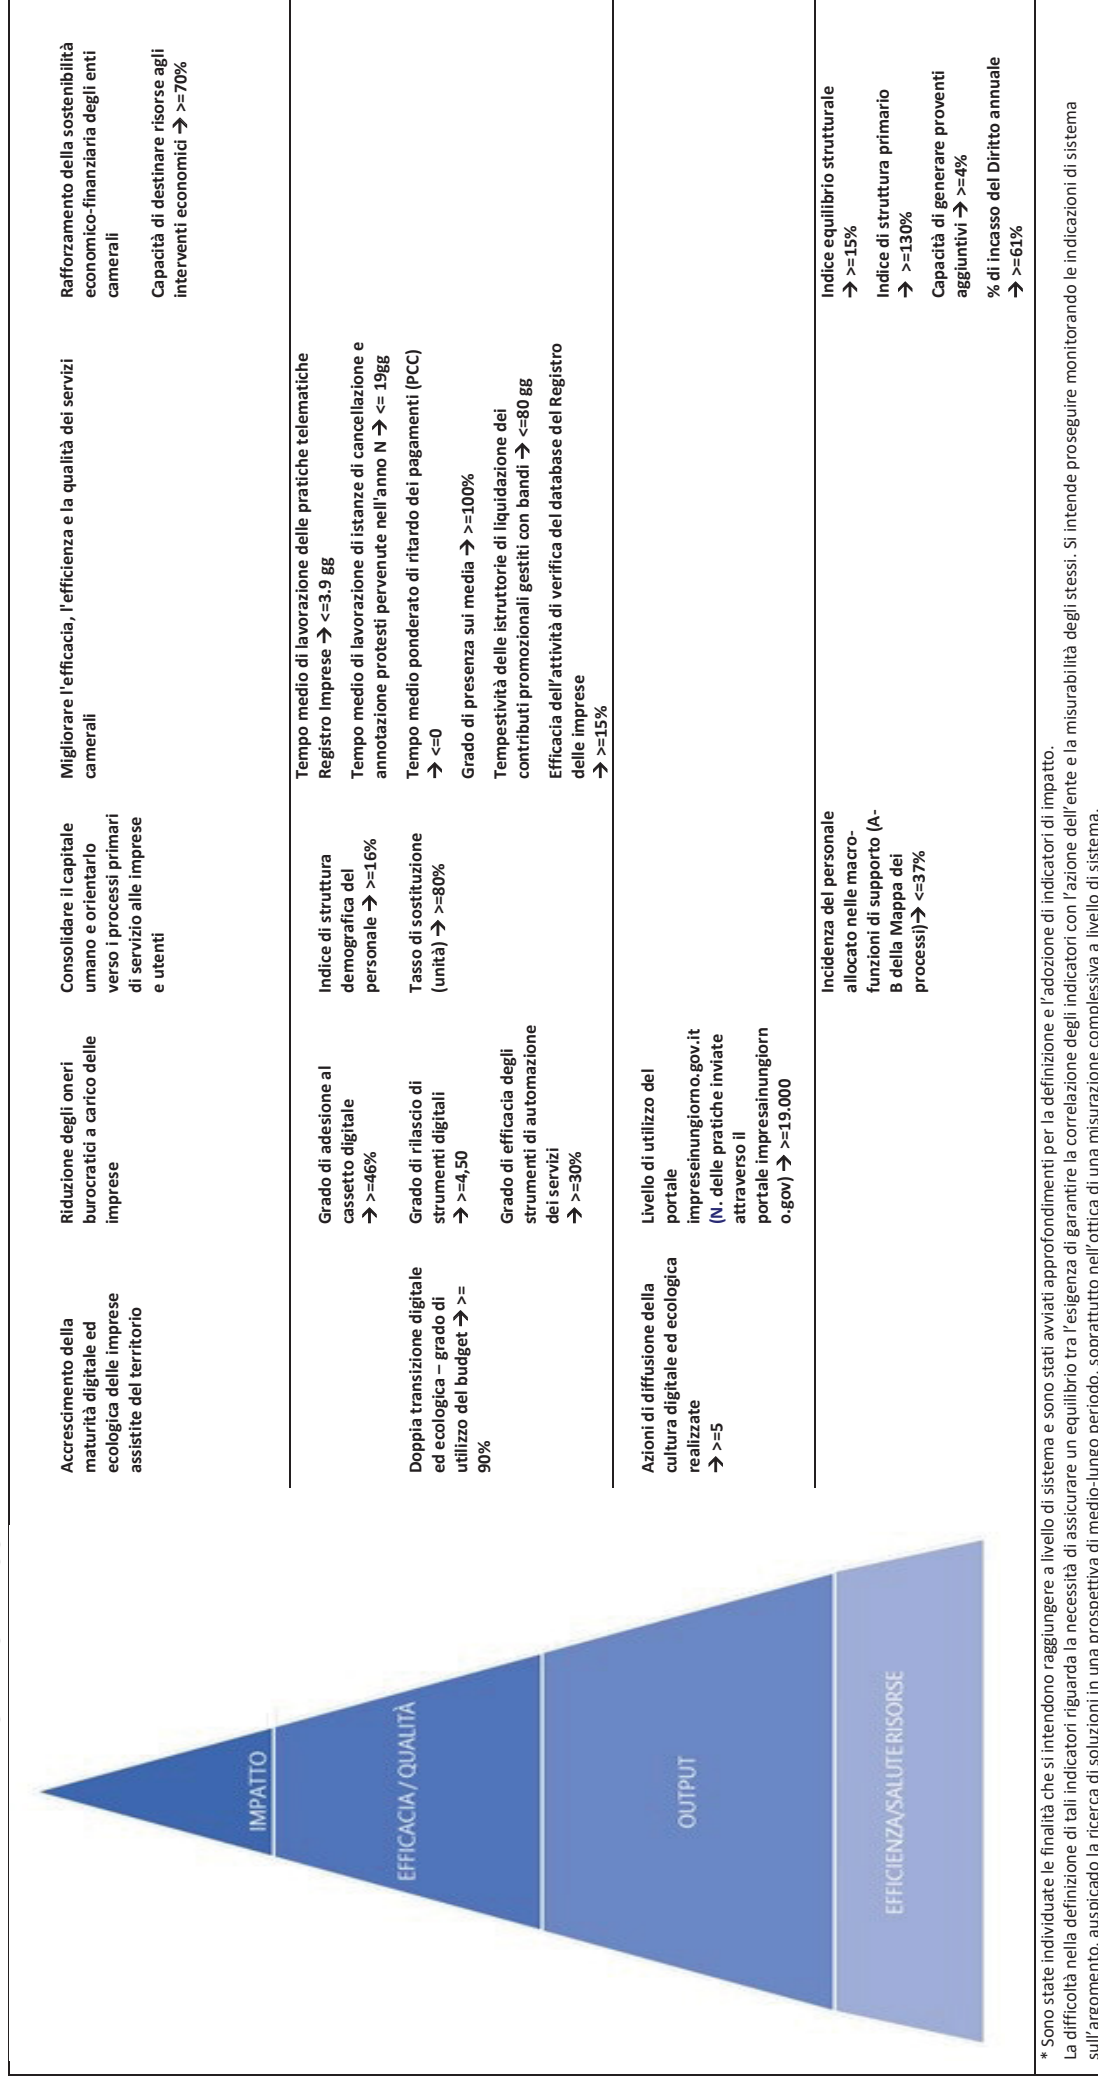 IMPATTO
EFFICACIA / QUALITÀ
OUTPUT
EFFICIENZA/SALUTE RISORSE
Accrescimento della
maturità digitale ed
ecologica delle imprese
assistite del territorio
Riduzione degli oneri
burocratici a carico delle
imprese
Consolidare il capitale
umano e orientarlo
verso i processi primari
di servizio alle imprese
e utenti
Migliorare l'efficacia, l'efficienza e la qualità dei servizi
camerali
Rafforzamento della sostenibilità
economico-finanziaria degli enti
camerali
Capacità di destinare risorse agli
interventi economici → >=70%
Doppia transizione digitale
ed ecologica – grado di
utilizzo del budget → >=
90%
Grado di adesione al
cassetto digitale
→ >=46%
Grado di rilascio di
strumenti digitali
→ >=4,50
Grado di efficacia degli
strumenti di automazione
dei servizi
→ >=30%
Indice di struttura
demografica del
personale → >=16%
Tasso di sostituzione
(unità) → >=80%
Tempo medio di lavorazione delle pratiche telematiche
Registro Imprese → <=3.9 gg
Tempo medio di lavorazione di istanze di cancellazione e
annotazione protesti pervenute nell'anno N → <= 19gg
Tempo medio ponderato di ritardo dei pagamenti (PCC)
→ <=0
Grado di presenza sui media → >=100%
Tempestività delle istruttorie di liquidazione dei
contributi promozionali gestiti con bandi → <=80 gg
Efficacia dell'attività di verifica del database del Registro
delle imprese
→ >=15%
Azioni di diffusione della
cultura digitale ed ecologica
realizzate
→ >=5
Livello di utilizzo del
portale
impreseinungiorno.gov.it
(N. delle pratiche inviate
attraverso il
portale impresainungiorn
o.gov) → >=19.000
Incidenza del personale
allocato nelle macro-
funzioni di supporto (A-
B della Mappa dei
processi)→ <=37%
Indice equilibrio strutturale
→ >=15%
Indice di struttura primario
→ >=130%
Capacità di generare proventi
aggiuntivi → >=4%
% di incasso del Diritto annuale
→ >=61%
* Sono state individuate le finalità che si intendono raggiungere a livello di sistema e sono stati avviati approfondimenti per la definizione e l'adozione di indicatori di impatto.
La difficoltà nella definizione di tali indicatori riguarda la necessità di assicurare un equilibrio tra l'esigenza di garantire la correlazione degli indicatori con l'azione dell'ente e la misurabilità degli stessi. Si intende proseguire monitorando le indicazioni di sistema
sull'argomento, auspicado la ricerca di soluzioni in una prospettiva di medio-lungo periodo, soprattutto nell'ottica di una misurazione complessiva a livello di sistema.